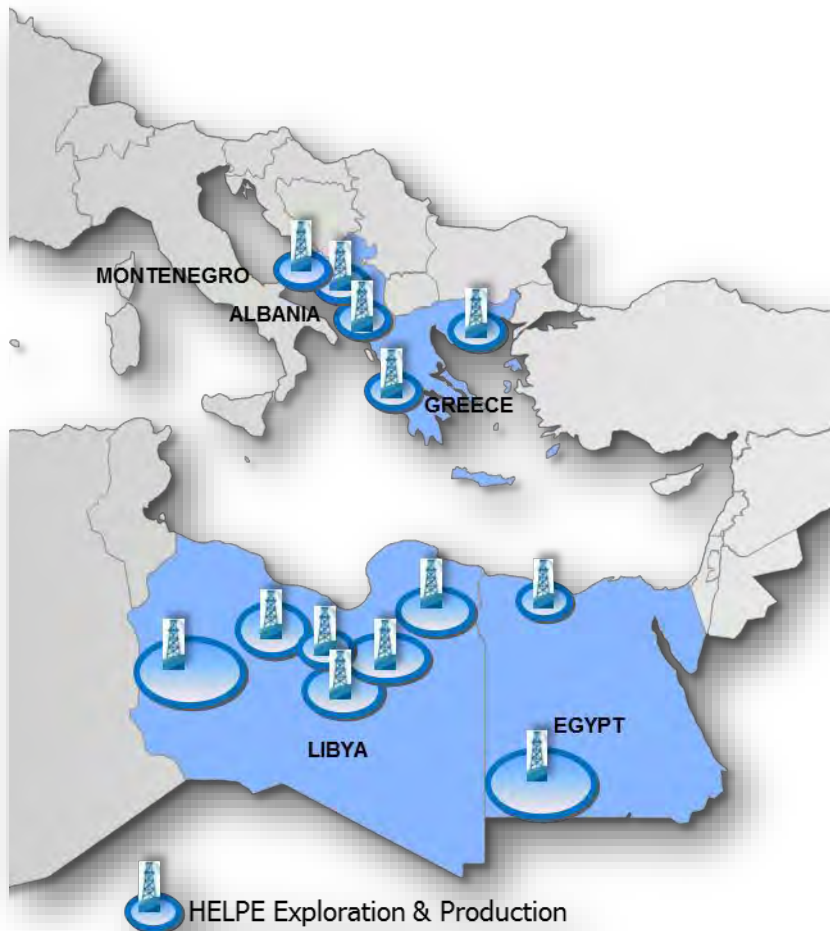 MONTENEGRO
ALBANIA
GREECE
EGYPT
LIBYA
HELPE Exploration & Production